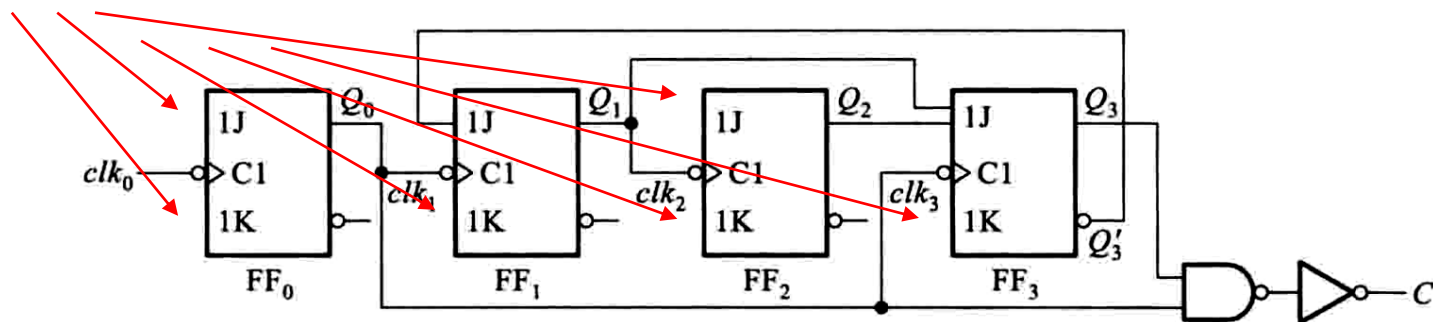 Q₀ Q₁ Q₂ Q₃
1J 1J 1J 1J
clk₀ C1 clk₁ C1 clk₂ C1 clk₃ C1
1K 1K 1K 1K
Q₃′
FF₀ FF₁ FF₂ FF₃
C